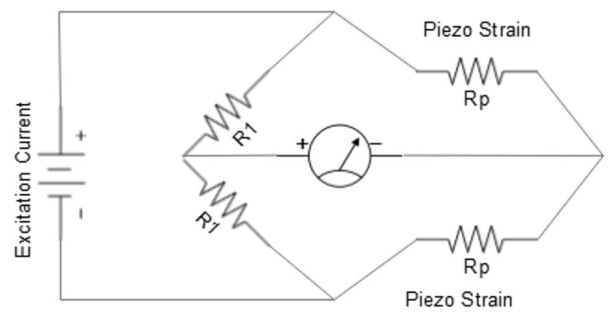 Piezo Strain
Rp
R1
+
Excitation Current
+
−
−
R1
Rp
Piezo Strain